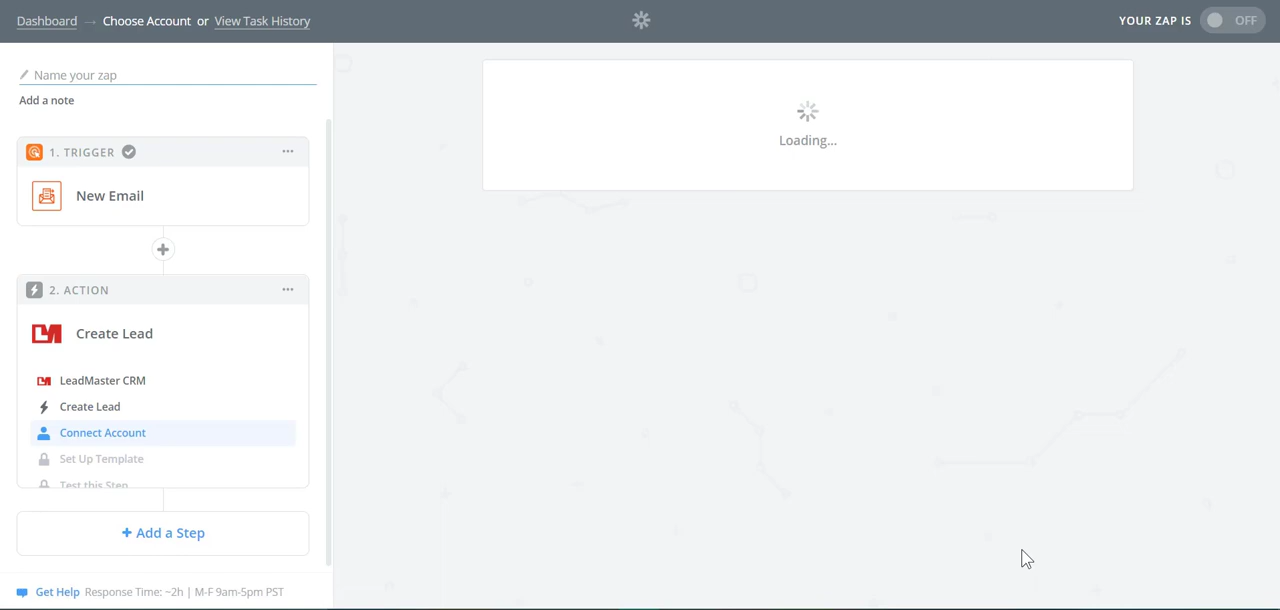 Dashboard → Choose Account or View Task History
YOUR ZAP IS OFF
Name your zap
Add a note
1. TRIGGER
New Email
2. ACTION
Create Lead
LeadMaster CRM
Create Lead
Connect Account
Set Up Template
Test this Step
+ Add a Step
Get Help Response Time: ~2h | M-F 9am-5pm PST
Loading...